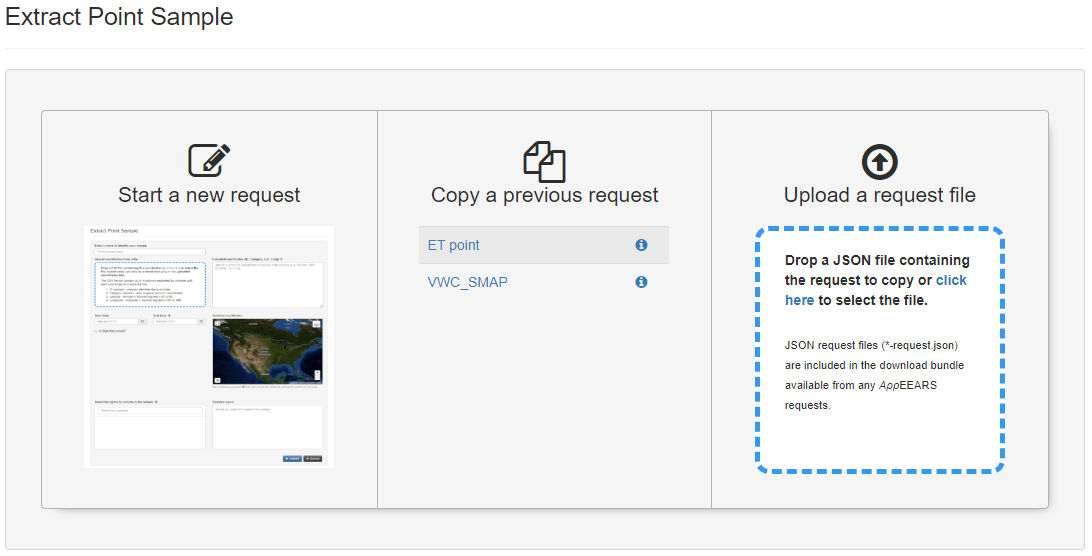 Extract Point Sample
Start a new request
Extract Point Sample
Copy a previous request
ET point
VWC_SMAP
Upload a request file
Drop a JSON file containing
the request to copy or click
here to select the file.
JSON request files (*-request.json)
are included in the download bundle
available from any AppEEARS
requests.